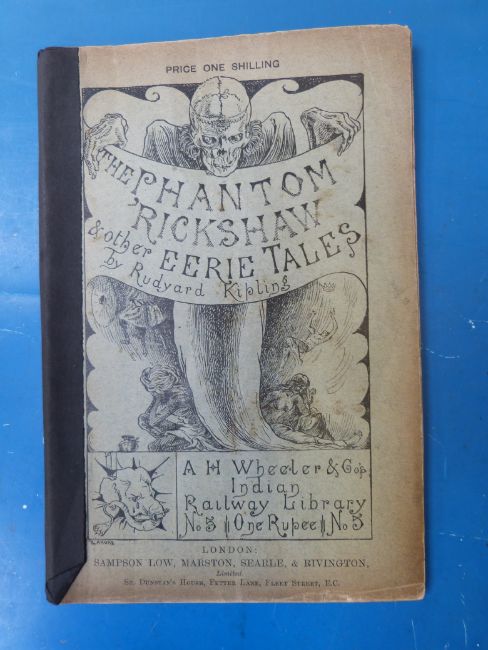 PRICE ONE SHILLING
THE PHANTOM
'RICKSHAW
& other EERIE TALES
by Rudyard Kipling
A H Wheeler & Co's
Indian
Railway Library
No. 5 || One Rupee || No. 5
LONDON:
SAMPSON LOW, MARSTON, SEARLE, & RIVINGTON,
Limited.
ST. DUNSTAN'S HOUSE, FETTER LANE, FLEET STREET, E.C.